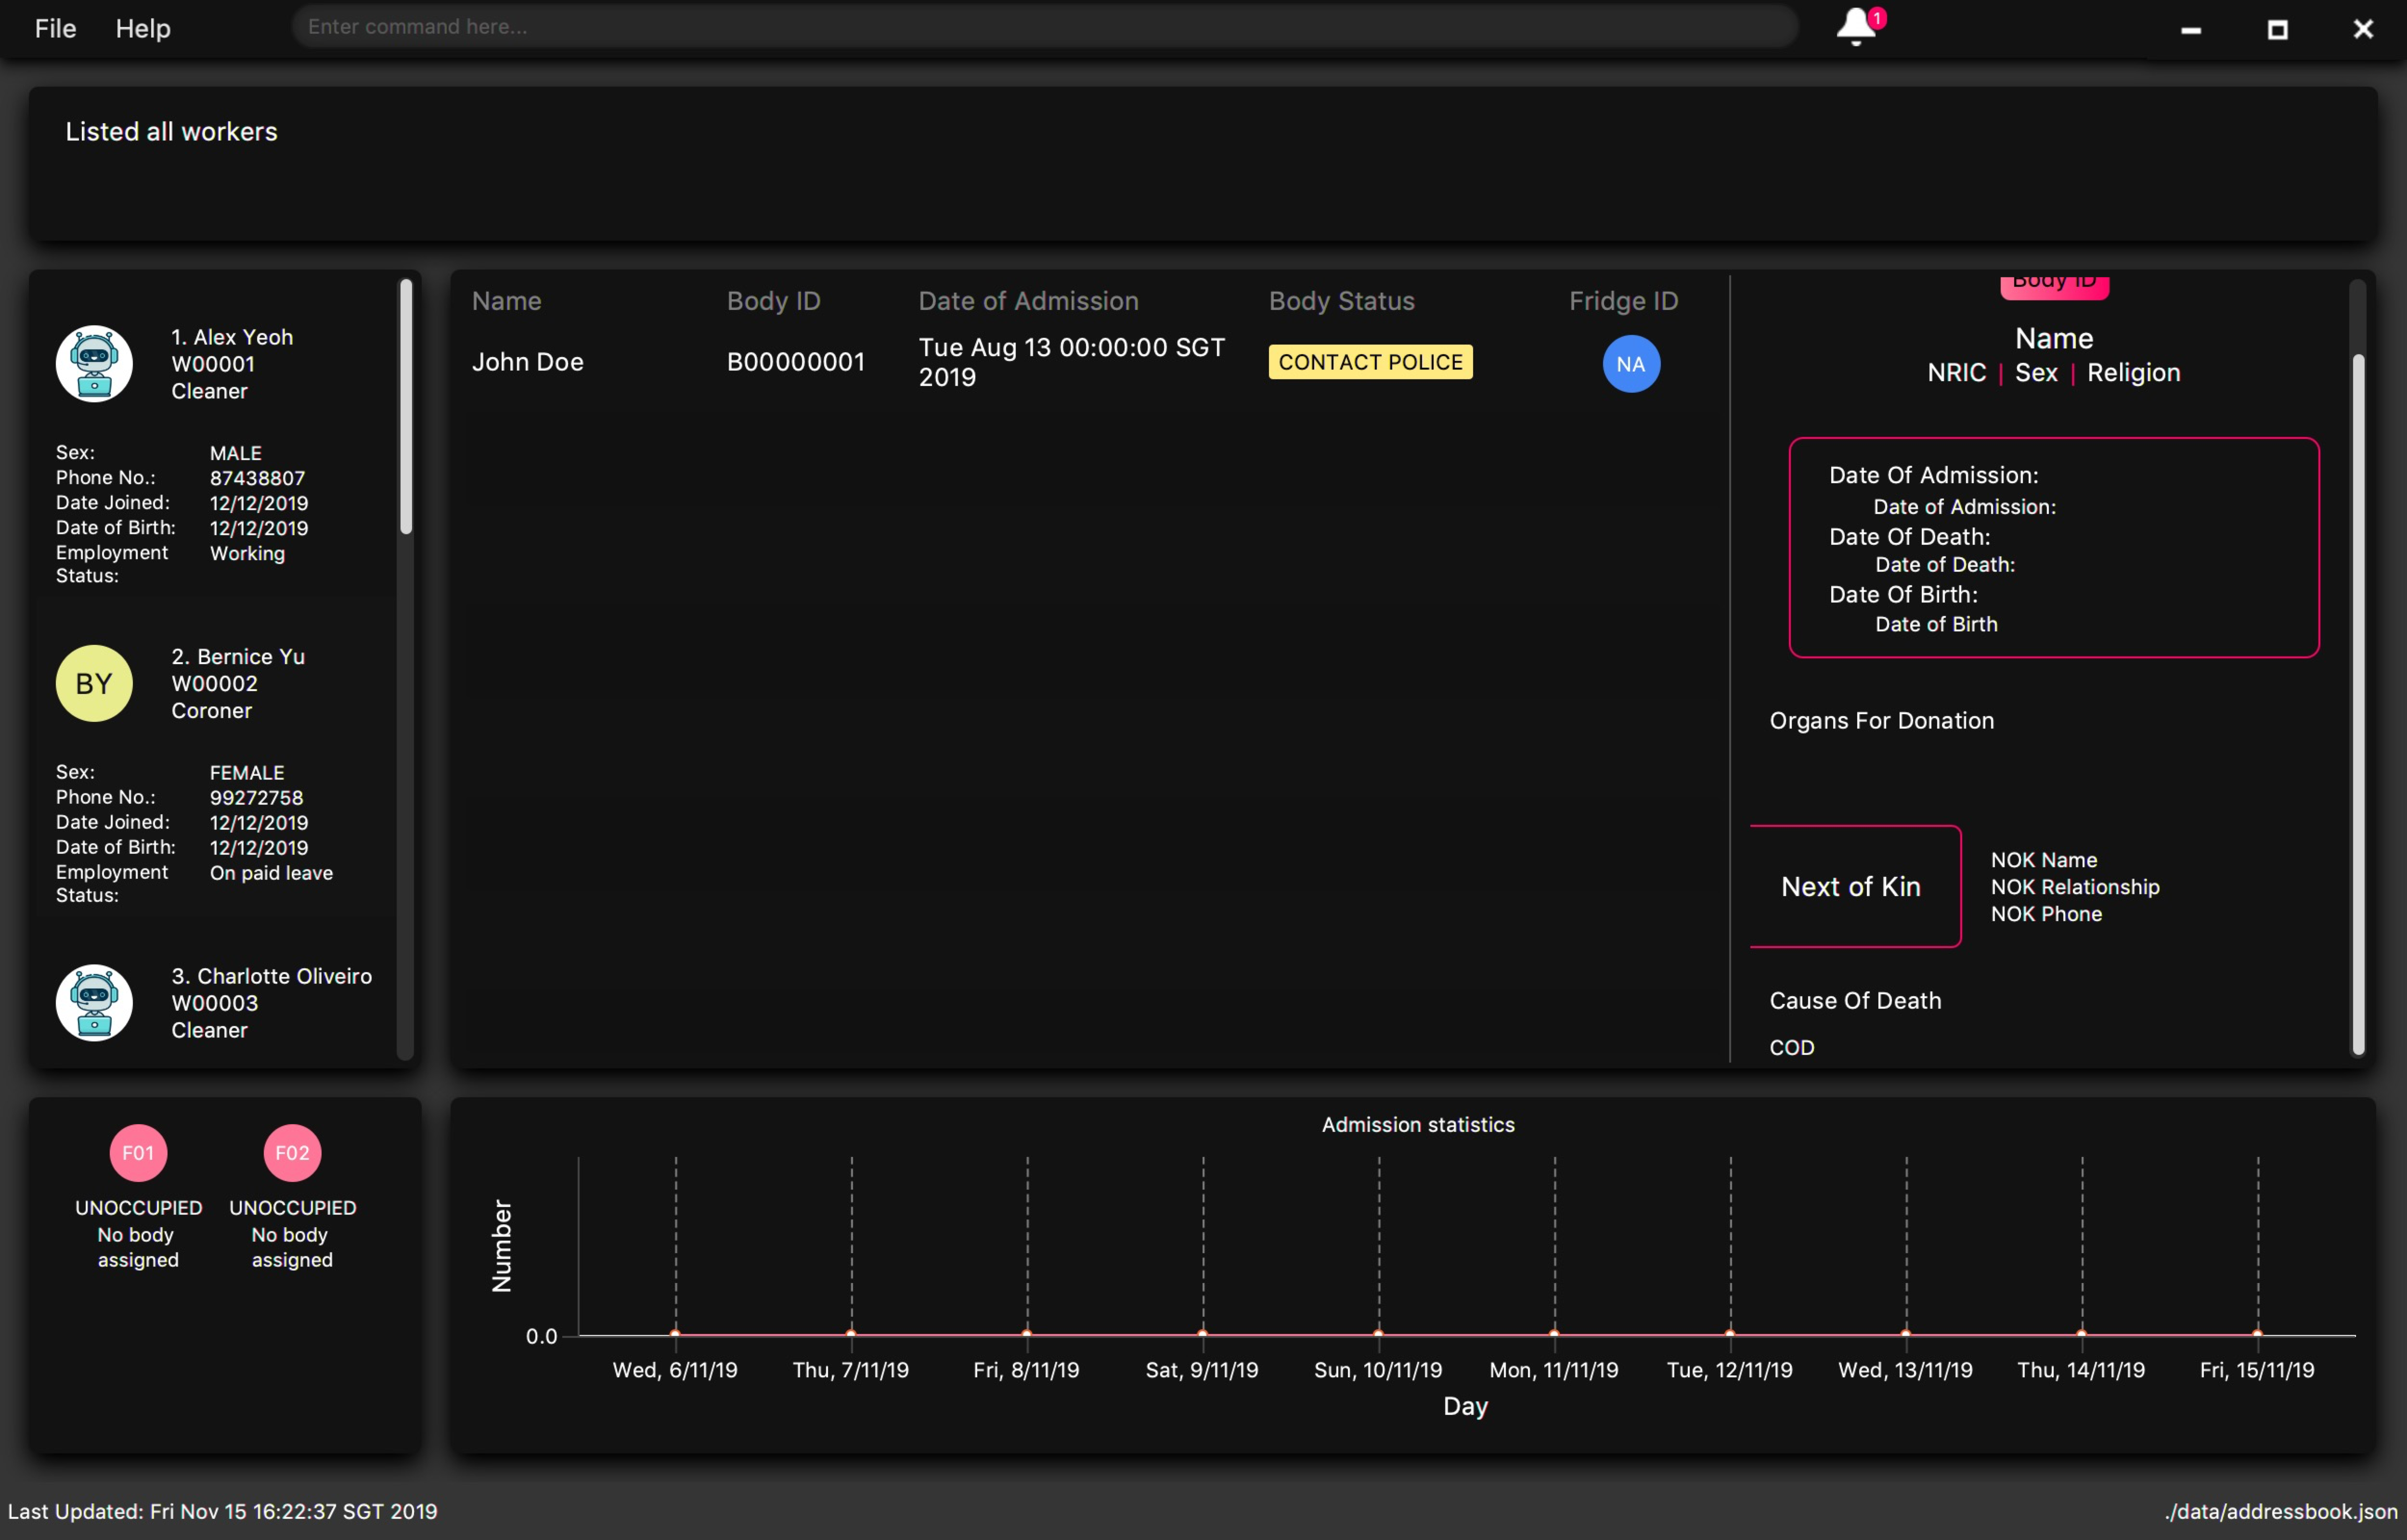 File Help Enter command here... 1
Listed all workers
1. Alex Yeoh
W00001
Cleaner
Sex: MALE
Phone No.: 87438807
Date Joined: 12/12/2019
Date of Birth: 12/12/2019
Employment Working
Status:
BY
2. Bernice Yu
W00002
Coroner
Sex: FEMALE
Phone No.: 99272758
Date Joined: 12/12/2019
Date of Birth: 12/12/2019
Employment On paid leave
Status:
3. Charlotte Oliveiro
W00003
Cleaner
Name Body ID Date of Admission Body Status Fridge ID
John Doe B00000001 Tue Aug 13 00:00:00 SGT CONTACT POLICE NA
2019
Body ID
Name
NRIC | Sex | Religion
Date Of Admission:
Date of Admission:
Date Of Death:
Date of Death:
Date Of Birth:
Date of Birth
Organs For Donation
Next of Kin
NOK Name
NOK Relationship
NOK Phone
Cause Of Death
COD
F01 F02
UNOCCUPIED UNOCCUPIED
No body No body
assigned assigned
Admission statistics
Number
0.0
Wed, 6/11/19 Thu, 7/11/19 Fri, 8/11/19 Sat, 9/11/19 Sun, 10/11/19 Mon, 11/11/19 Tue, 12/11/19 Wed, 13/11/19 Thu, 14/11/19 Fri, 15/11/19
Day
Last Updated: Fri Nov 15 16:22:37 SGT 2019 ./data/addressbook.json